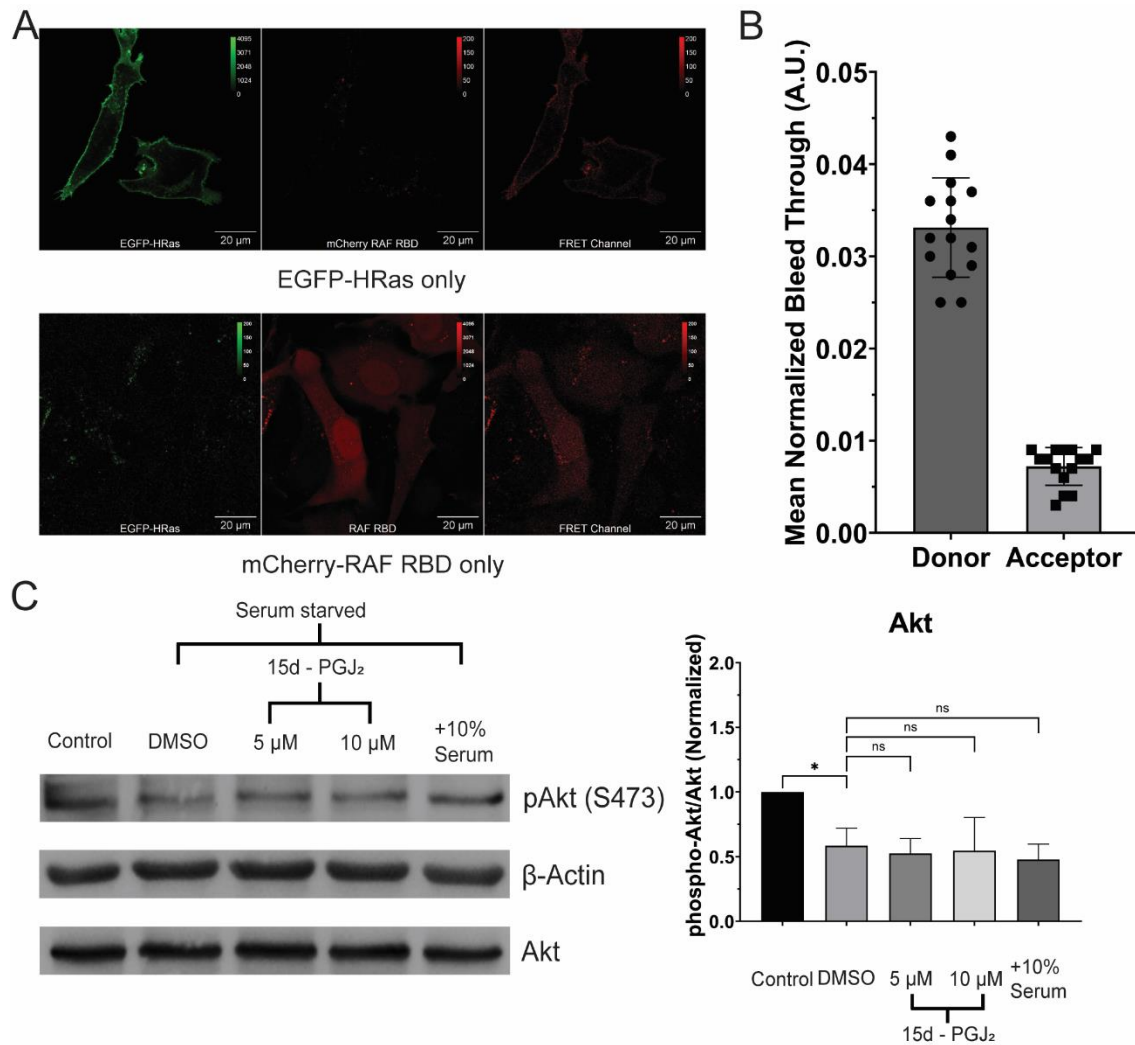 A
4095
3071
2048
1024
0
200
150
100
50
0
200
150
100
50
0
EGFP-HRas
20 µm
mCherry RAF RBD
20 µm
FRET Channel
20 µm
EGFP-HRas only
200
150
100
50
0
4095
3071
2048
1024
0
200
150
100
50
0
EGFP-HRas
20 µm
RAF RBD
20 µm
FRET Channel
20 µm
mCherry-RAF RBD only
B
Mean Normalized Bleed Through (A.U.)
0.05
0.04
0.03
0.02
0.01
0.00
Donor Acceptor
C
Serum starved
15d - PGJ₂
Control DMSO 5 µM 10 µM +10%
Serum
pAkt (S473)
β-Actin
Akt
Akt
phospho-Akt/Akt (Normalized)
2.0
1.5
1.0
0.5
0.0
*
ns
ns
ns
Control DMSO 5 µM 10 µM +10%
Serum
15d - PGJ₂